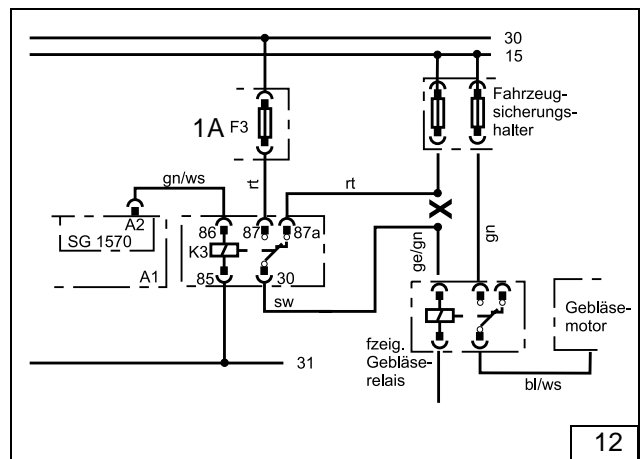 30
15
Fahrzeug-
sicherungs-
halter
1A F3
gn/ws
rt
rt
A2
SG 1570
A1
86
87
87a
K3
85
30
sw
ge/gn
gn
fzeig.
Gebläse-
relais
Gebläse-
motor
bl/ws
31
12